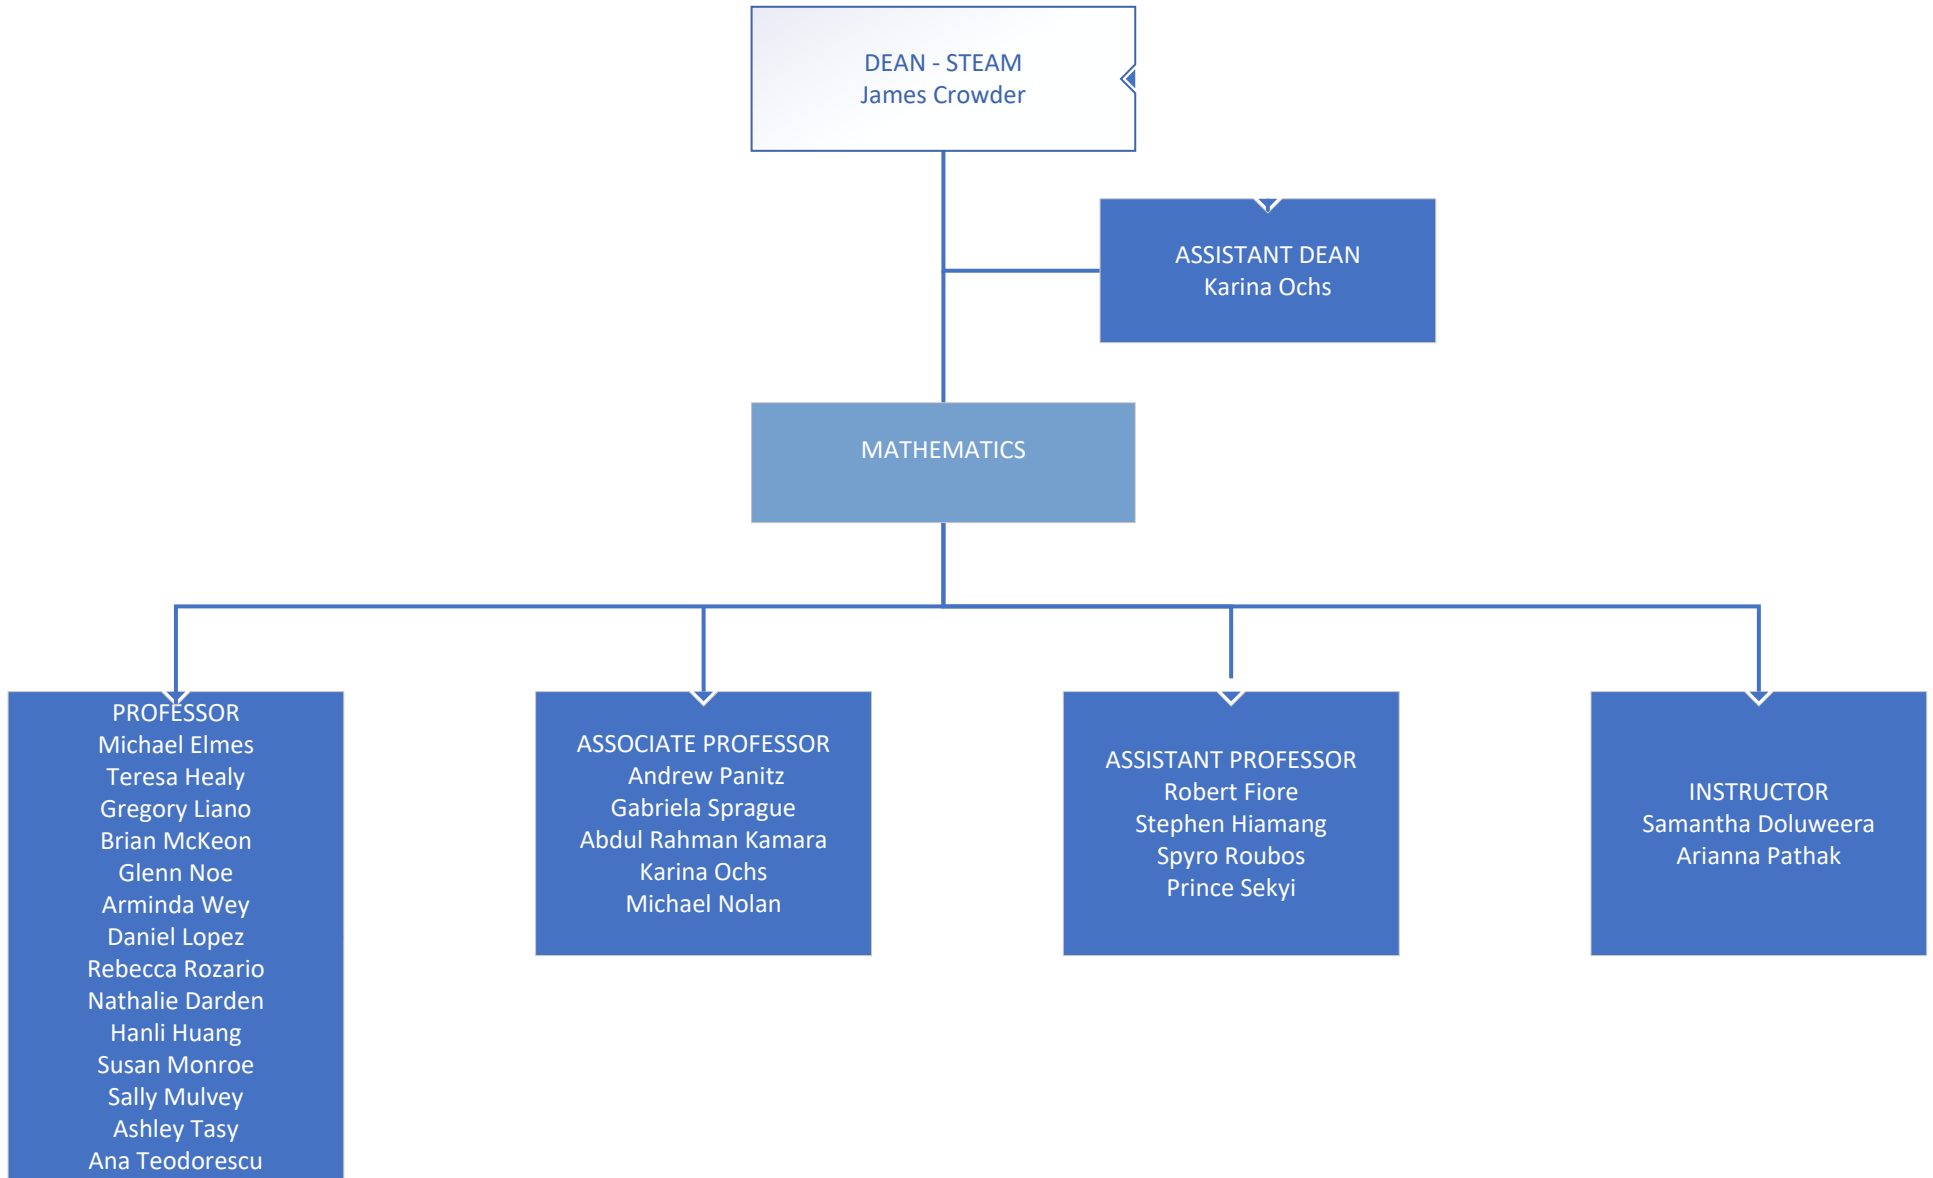 DEAN - STEAM
James Crowder
ASSISTANT DEAN
Karina Ochs
MATHEMATICS
PROFESSOR
Michael Elmes
Teresa Healy
Gregory Liano
Brian McKeon
Glenn Noe
Arminda Wey
Daniel Lopez
Rebecca Rozario
Nathalie Darden
Hanli Huang
Susan Monroe
Sally Mulvey
Ashley Tasy
Ana Teodorescu
ASSOCIATE PROFESSOR
Andrew Panitz
Gabriela Sprague
Abdul Rahman Kamara
Karina Ochs
Michael Nolan
ASSISTANT PROFESSOR
Robert Fiore
Stephen Hiamang
Spyro Roubos
Prince Sekyi
INSTRUCTOR
Samantha Doluweera
Arianna Pathak